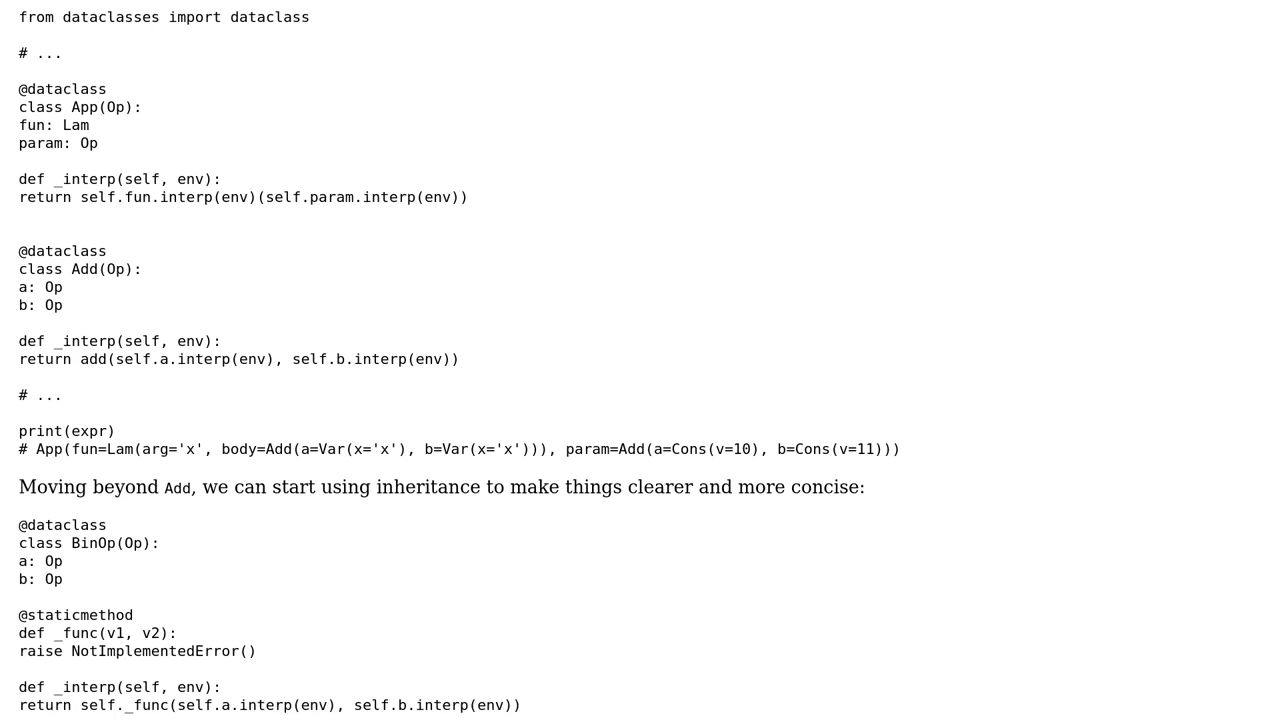 from dataclasses import dataclass
# ...
@dataclass
class App(Op):
fun: Lam
param: Op
def _interp(self, env):
return self.fun.interp(env)(self.param.interp(env))
@dataclass
class Add(Op):
a: Op
b: Op
def _interp(self, env):
return add(self.a.interp(env), self.b.interp(env))
# ...
print(expr)
# App(fun=Lam(arg='x', body=Add(a=Var(x='x'), b=Var(x='x'))), param=Add(a=Cons(v=10), b=Cons(v=11)))
Moving beyond Add, we can start using inheritance to make things clearer and more concise:
@dataclass
class BinOp(Op):
a: Op
b: Op
@staticmethod
def _func(v1, v2):
raise NotImplementedError()
def _interp(self, env):
return self._func(self.a.interp(env), self.b.interp(env))